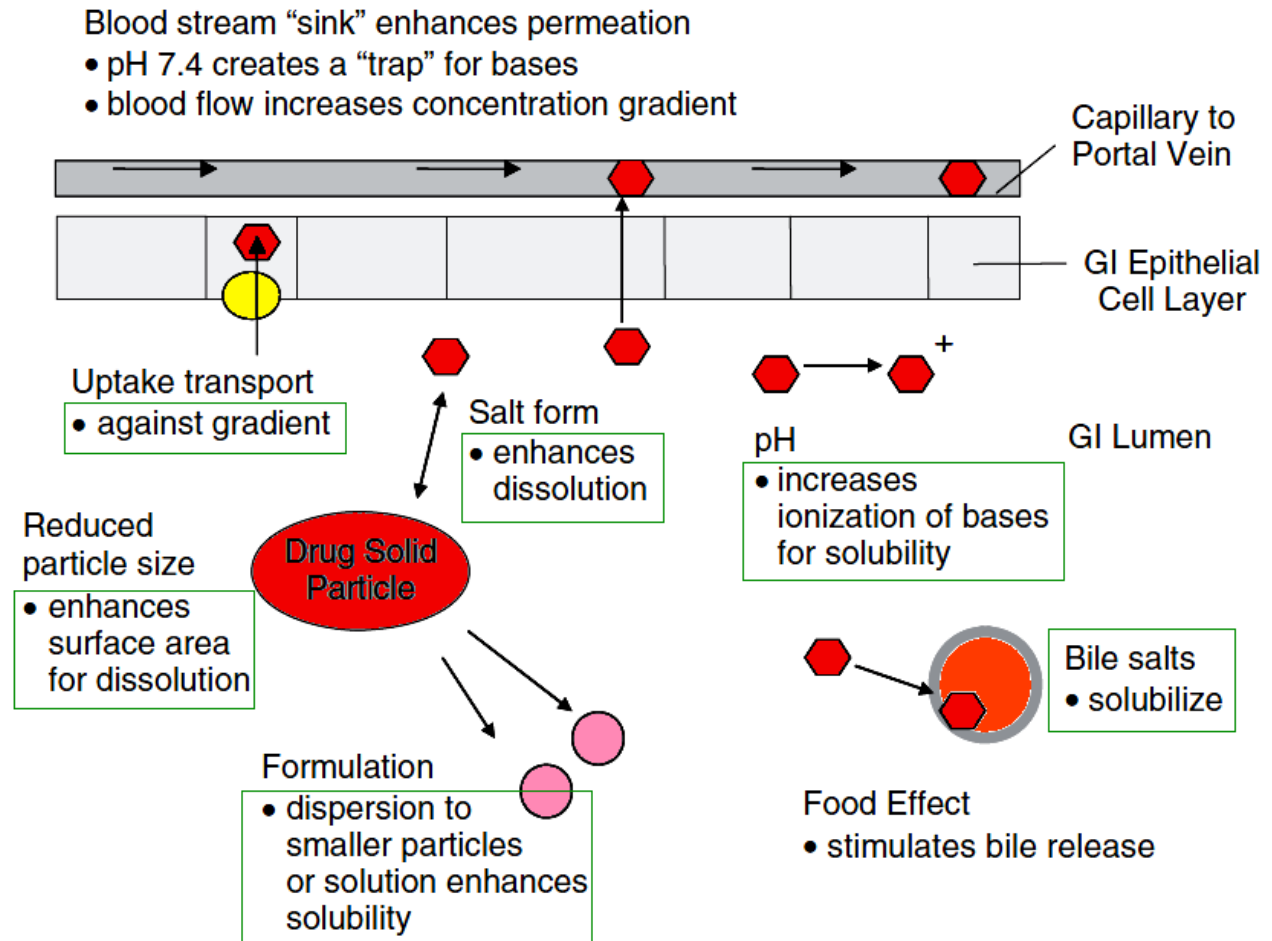 Blood stream “sink” enhances permeation
• pH 7.4 creates a “trap” for bases
• blood flow increases concentration gradient
Capillary to
Portal Vein
GI Epithelial
Cell Layer
Uptake transport
• against gradient
Salt form
• enhances
dissolution
+
pH
• increases
ionization of bases
for solubility
GI Lumen
Reduced
particle size
• enhances
surface area
for dissolution
Drug Solid
Particle
Bile salts
• solubilize
Formulation
• dispersion to
smaller particles
or solution enhances
solubility
Food Effect
• stimulates bile release